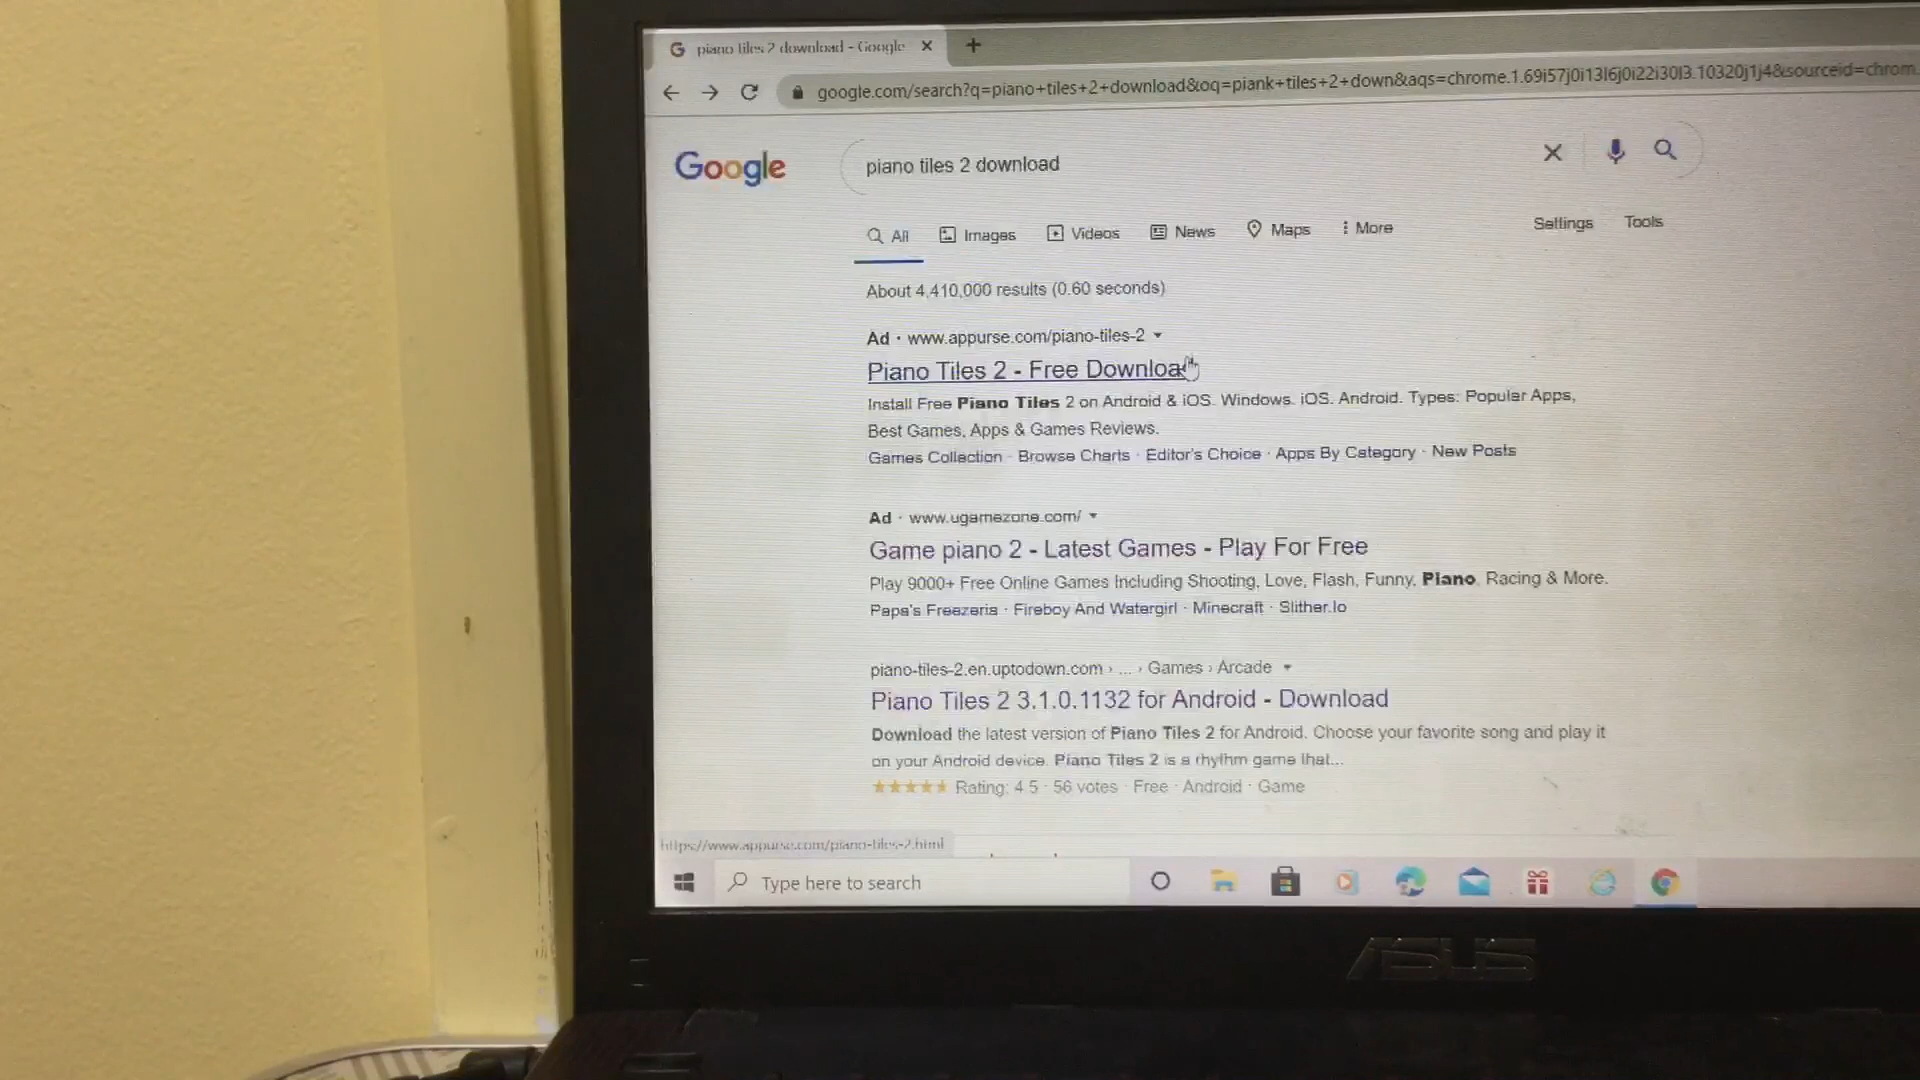 piano tiles 2 download - Google
google.com/search?q=piano+tiles+2+download&oq=piank+tiles+2+down&aqs=chrome.1.69i57j0i13l6j0i22i30l3.10320j1j4&sourceid=chrom
Google
piano tiles 2 download
All Images Videos News Maps More Settings Tools
About 4,410,000 results (0.60 seconds)
Ad · www.appurse.com/piano-tiles-2
Piano Tiles 2 - Free Download
Install Free Piano Tiles 2 on Android & iOS. Windows. iOS. Android. Types: Popular Apps,
Best Games, Apps & Games Reviews.
Games Collection · Browse Charts · Editor's Choice · Apps By Category · New Posts
Ad · www.ugamezone.com/
Game piano 2 - Latest Games - Play For Free
Play 9000+ Free Online Games Including Shooting, Love, Flash, Funny, Piano, Racing & More.
Papa's Freezeria · Fireboy And Watergirl · Minecraft · Slither.Io
piano-tiles-2.en.uptodown.com › ... › Games › Arcade
Piano Tiles 2 3.1.0.1132 for Android - Download
Download the latest version of Piano Tiles 2 for Android. Choose your favorite song and play it
on your Android device. Piano Tiles 2 is a rhythm game that...
Rating: 4.5 · 56 votes · Free · Android · Game
https://www.appurse.com/piano-tiles-2.html
Type here to search
ASUS